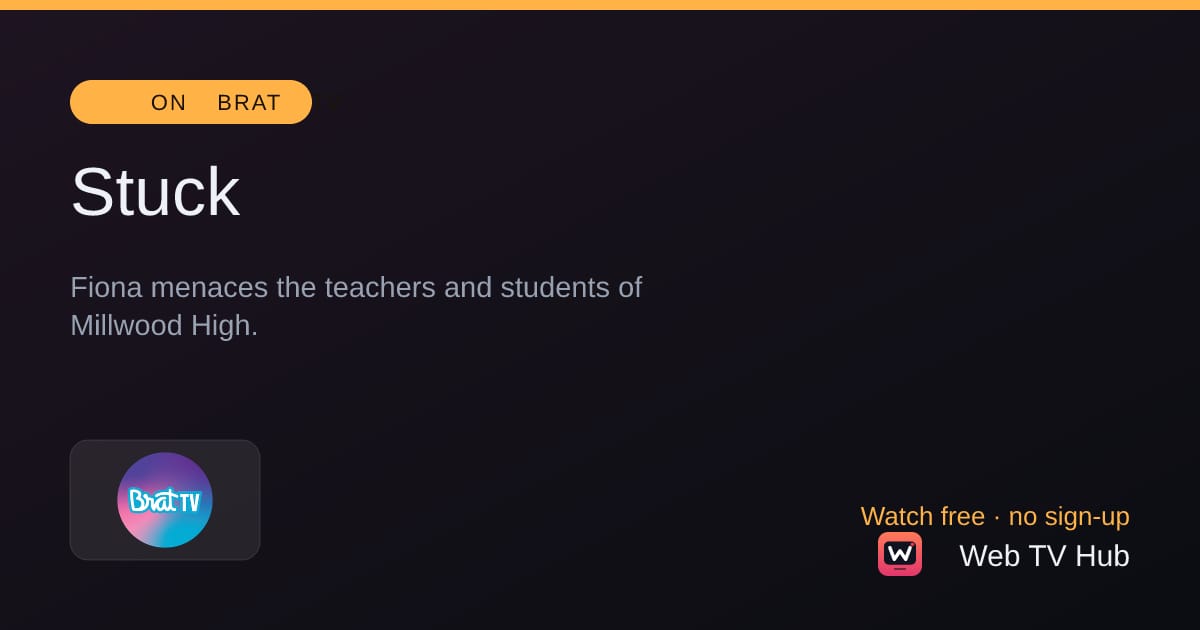 ON BRAT
Stuck
Fiona menaces the teachers and students of
Millwood High.
Brat TV
Watch free · no sign-up
W
Web TV Hub